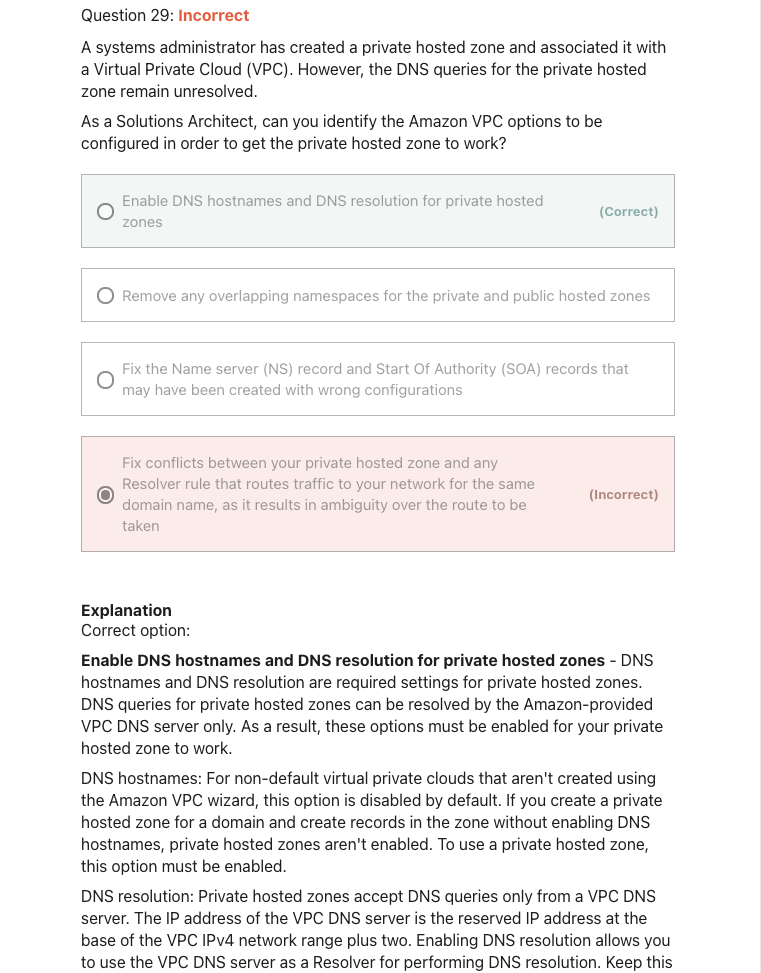 Question 29: Incorrect
A systems administrator has created a private hosted zone and associated it with
a Virtual Private Cloud (VPC). However, the DNS queries for the private hosted
zone remain unresolved.
As a Solutions Architect, can you identify the Amazon VPC options to be
configured in order to get the private hosted zone to work?
Enable DNS hostnames and DNS resolution for private hosted
zones
(Correct)
Remove any overlapping namespaces for the private and public hosted zones
Fix the Name server (NS) record and Start Of Authority (SOA) records that
may have been created with wrong configurations
Fix conflicts between your private hosted zone and any
Resolver rule that routes traffic to your network for the same
domain name, as it results in ambiguity over the route to be
taken
(Incorrect)
Explanation
Correct option:
Enable DNS hostnames and DNS resolution for private hosted zones - DNS
hostnames and DNS resolution are required settings for private hosted zones.
DNS queries for private hosted zones can be resolved by the Amazon-provided
VPC DNS server only. As a result, these options must be enabled for your private
hosted zone to work.
DNS hostnames: For non-default virtual private clouds that aren't created using
the Amazon VPC wizard, this option is disabled by default. If you create a private
hosted zone for a domain and create records in the zone without enabling DNS
hostnames, private hosted zones aren't enabled. To use a private hosted zone,
this option must be enabled.
DNS resolution: Private hosted zones accept DNS queries only from a VPC DNS
server. The IP address of the VPC DNS server is the reserved IP address at the
base of the VPC IPv4 network range plus two. Enabling DNS resolution allows you
to use the VPC DNS server as a Resolver for performing DNS resolution. Keep this